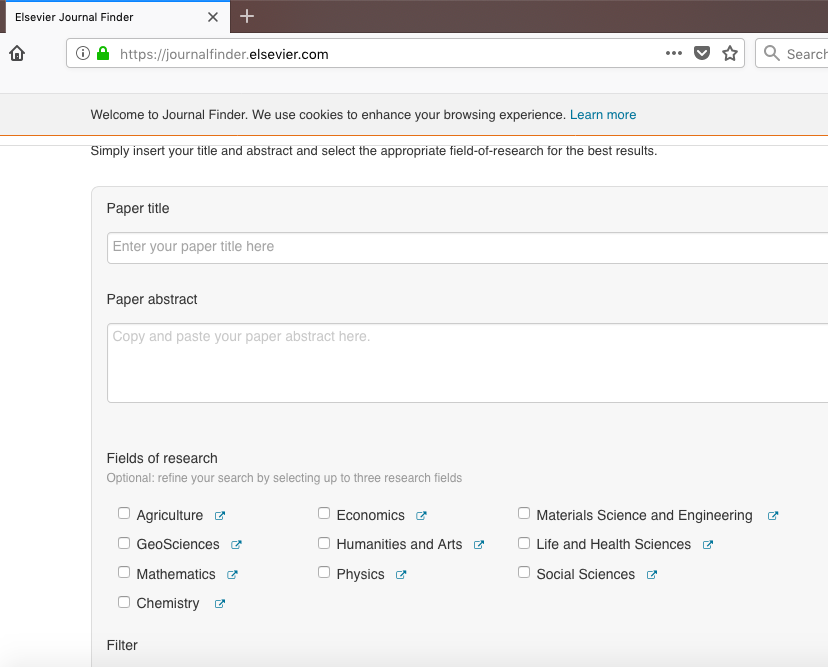 Elsevier Journal Finder
https://journalfinder.elsevier.com
Search
Welcome to Journal Finder. We use cookies to enhance your browsing experience. Learn more
Simply insert your title and abstract and select the appropriate field-of-research for the best results.
Paper title
Enter your paper title here
Paper abstract
Copy and paste your paper abstract here.
Fields of research
Optional: refine your search by selecting up to three research fields
Agriculture Economics Materials Science and Engineering
GeoSciences Humanities and Arts Life and Health Sciences
Mathematics Physics Social Sciences
Chemistry
Filter